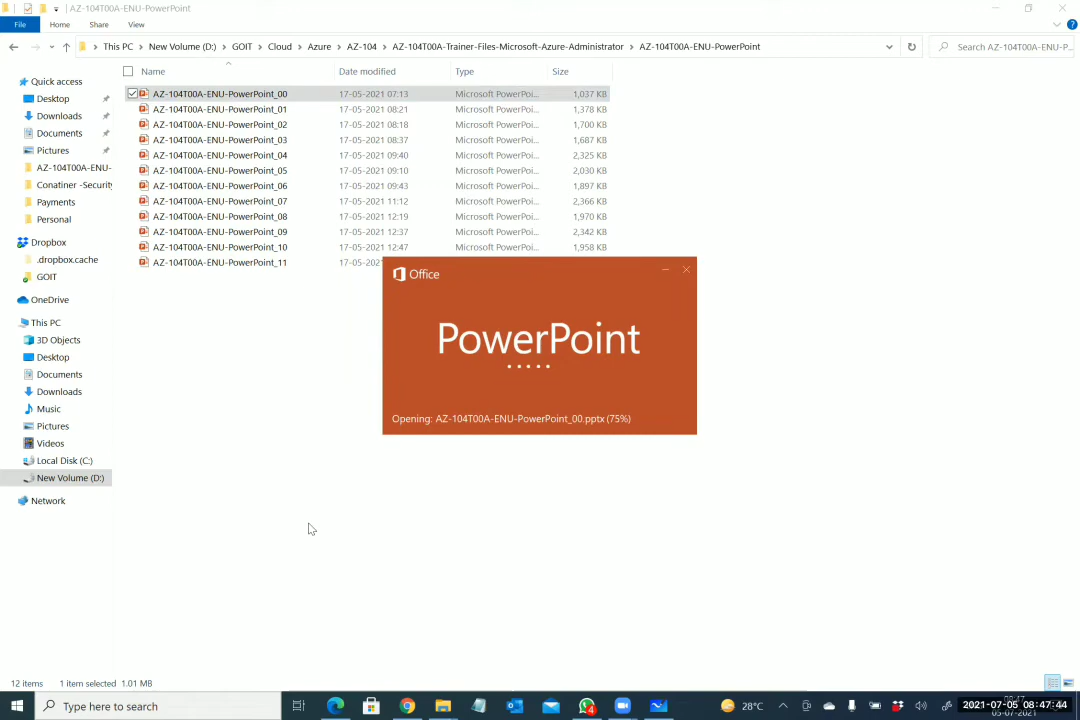 AZ-104T00A-ENU-PowerPoint
File Home Share View
This PC › New Volume (D:) › GOIT › Cloud › Azure › AZ-104 › AZ-104T00A-Trainer-Files-Microsoft-Azure-Administrator › AZ-104T00A-ENU-PowerPoint
Search AZ-104T00A-ENU-P...
Name Date modified Type Size
AZ-104T00A-ENU-PowerPoint_00 17-05-2021 07:13 Microsoft PowerPoi... 1,037 KB
AZ-104T00A-ENU-PowerPoint_01 17-05-2021 08:21 Microsoft PowerPoi... 1,378 KB
AZ-104T00A-ENU-PowerPoint_02 17-05-2021 08:18 Microsoft PowerPoi... 1,700 KB
AZ-104T00A-ENU-PowerPoint_03 17-05-2021 08:37 Microsoft PowerPoi... 1,687 KB
AZ-104T00A-ENU-PowerPoint_04 17-05-2021 09:40 Microsoft PowerPoi... 2,325 KB
AZ-104T00A-ENU-PowerPoint_05 17-05-2021 09:10 Microsoft PowerPoi... 2,030 KB
AZ-104T00A-ENU-PowerPoint_06 17-05-2021 09:43 Microsoft PowerPoi... 1,897 KB
AZ-104T00A-ENU-PowerPoint_07 17-05-2021 11:12 Microsoft PowerPoi... 2,366 KB
AZ-104T00A-ENU-PowerPoint_08 17-05-2021 12:19 Microsoft PowerPoi... 1,970 KB
AZ-104T00A-ENU-PowerPoint_09 17-05-2021 12:37 Microsoft PowerPoi... 2,342 KB
AZ-104T00A-ENU-PowerPoint_10 17-05-2021 12:47 Microsoft PowerPoi... 1,958 KB
AZ-104T00A-ENU-PowerPoint_11 17-05-202
Quick access
Desktop
Downloads
Documents
Pictures
AZ-104T00A-ENU-
Conatiner -Security
Payments
Personal
Dropbox
.dropbox.cache
GOIT
OneDrive
This PC
3D Objects
Desktop
Documents
Downloads
Music
Pictures
Videos
Local Disk (C:)
New Volume (D:)
Network
Office
PowerPoint
Opening: AZ-104T00A-ENU-PowerPoint_00.pptx (75%)
12 items 1 item selected 1.01 MB
Type here to search
4
28°C
2021-07-05 08:47:44